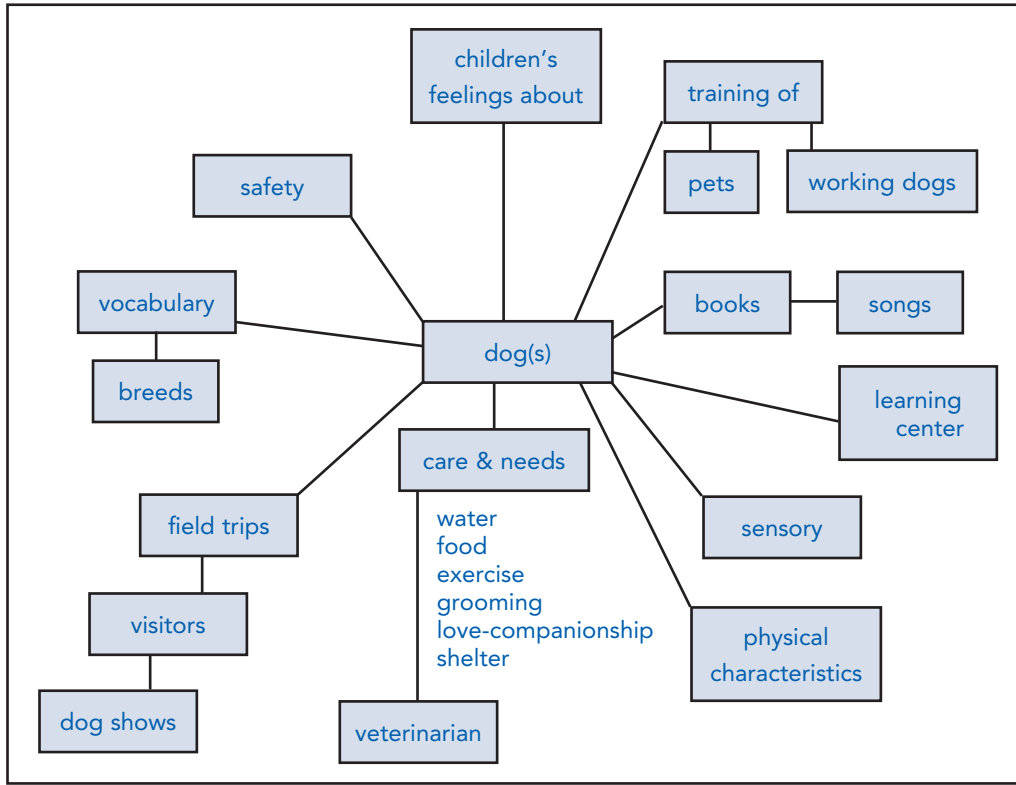 children's
feelings about
training of
pets
working dogs
safety
vocabulary
breeds
books
songs
dog(s)
learning
center
care & needs
water
food
exercise
grooming
love-companionship
shelter
field trips
sensory
visitors
physical
characteristics
dog shows
veterinarian